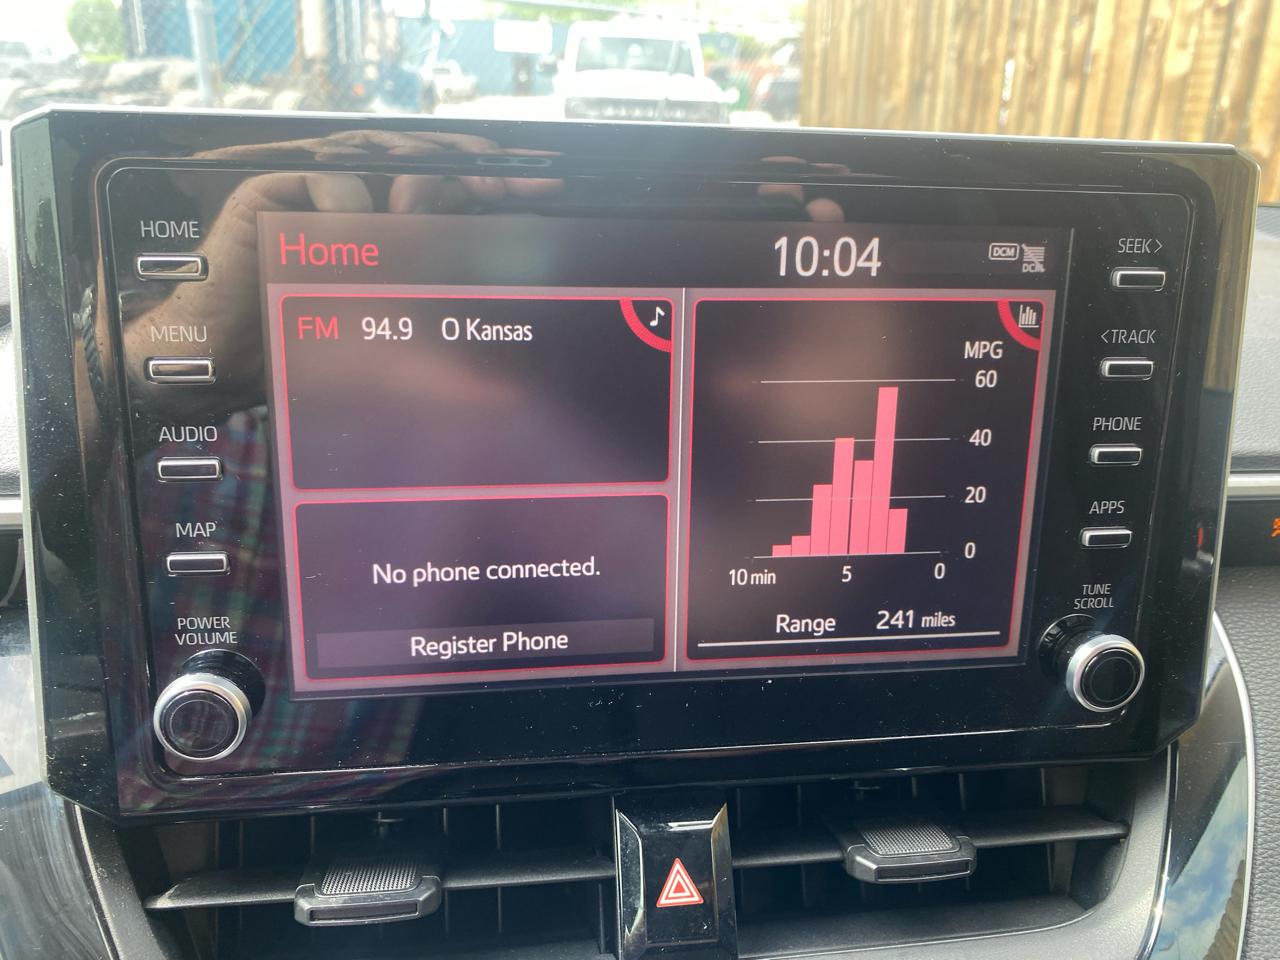 HOME
MENU
AUDIO
MAP
POWER
VOLUME
Home
10:04
DCM
DCM
FM 94.9 O Kansas
No phone connected.
Register Phone
MPG
60
40
20
0
10 min 5 0
Range 241 miles
SEEK >
< TRACK
PHONE
APPS
TUNE
SCROLL